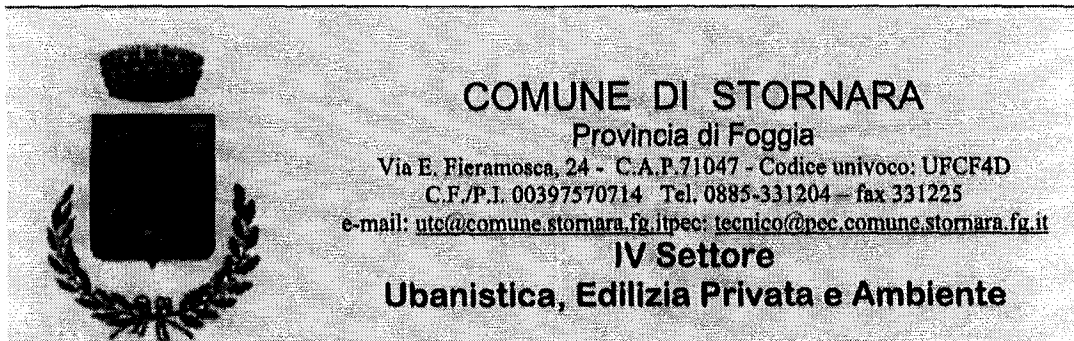 COMUNE DI STORNARA
Provincia di Foggia
Via E. Fieramosca, 24 - C.A.P.71047 - Codice univoco: UFCF4D
C.F./P.I. 00397570714 Tel. 0885-331204 – fax 331225
e-mail: utc@comune.stornara.fg.itpec: tecnico@pec.comune.stornara.fg.it
IV Settore
Ubanistica, Edilizia Privata e Ambiente